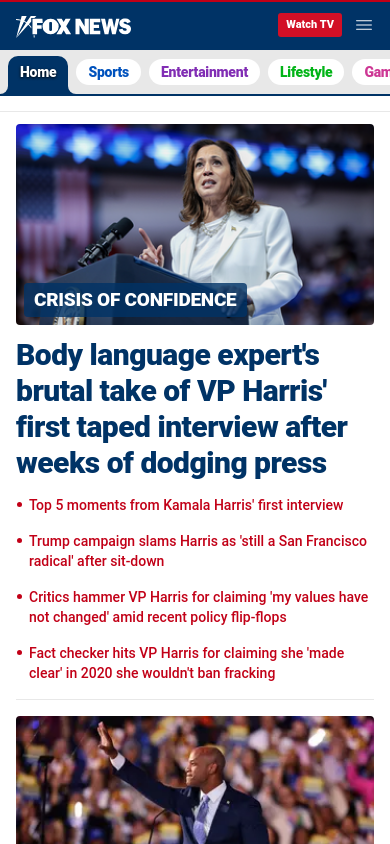 FOX NEWS
Watch TV
Home
Sports
Entertainment
Lifestyle
Gam
CRISIS OF CONFIDENCE
Body language expert's
brutal take of VP Harris'
first taped interview after
weeks of dodging press
• Top 5 moments from Kamala Harris' first interview
• Trump campaign slams Harris as 'still a San Francisco
radical' after sit-down
• Critics hammer VP Harris for claiming 'my values have
not changed' amid recent policy flip-flops
• Fact checker hits VP Harris for claiming she 'made
clear' in 2020 she wouldn't ban fracking